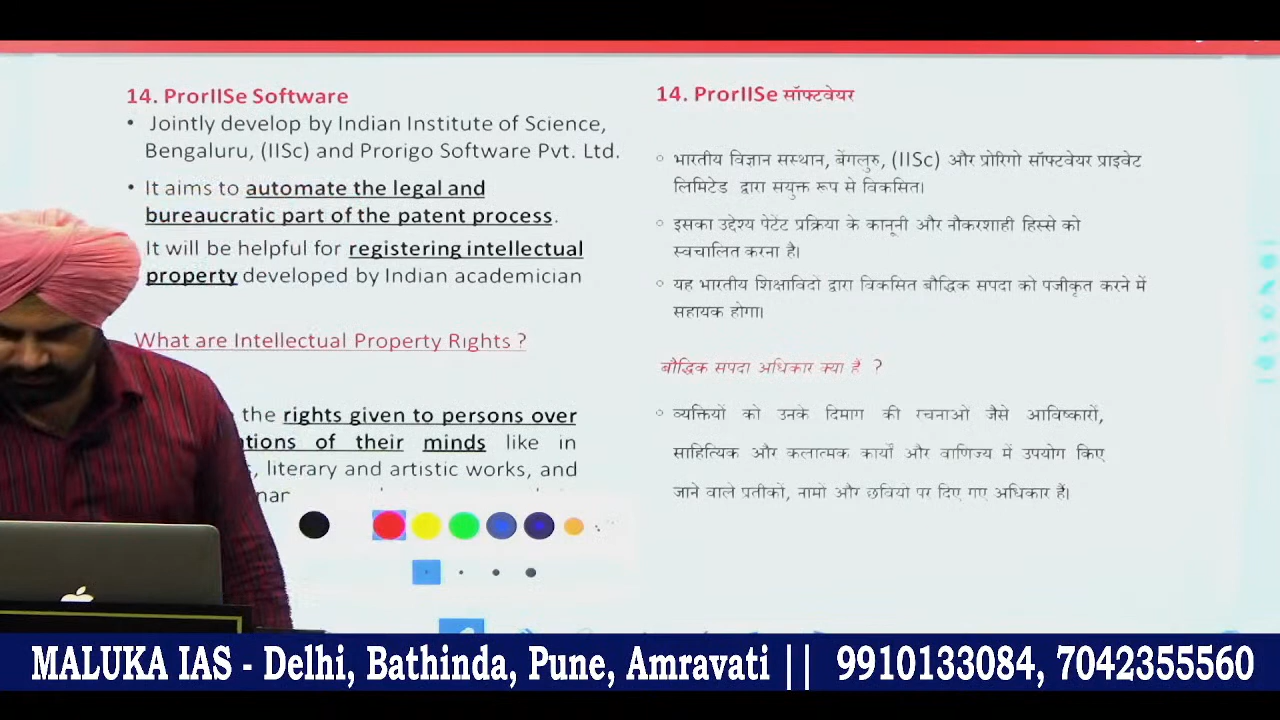 14. ProrIISe Software
• Jointly develop by Indian Institute of Science,
Bengaluru, (IISc) and Prorigo Software Pvt. Ltd.
• It aims to automate the legal and
bureaucratic part of the patent process.
It will be helpful for registering intellectual
property developed by Indian academician
What are Intellectual Property Rights ?
the rights given to persons over
of their minds like in
literary and artistic works, and
14. ProrIISe सॉफ्टवेयर
○ भारतीय विज्ञान सस्थान, बेंगलुरु, (IISc) और प्रोरिगो सॉफ्टवेयर प्राइवेट
लिमिटेड द्वारा सयुक्त रूप से विकसित।
○ इसका उद्देश्य पेटेंट प्रक्रिया के कानूनी और नौकरशाही हिस्से को
स्वचालित करना है।
○ यह भारतीय शिक्षाविदो द्वारा विकसित बौद्धिक सपदा को पजीकृत करने में
सहायक होगा।
बौद्धिक सपदा अधिकार क्या हैं ?
○ व्यक्तियों को उनके दिमाग की रचनाओं जैसे आविष्कारों,
साहित्यिक और कलात्मक कार्यों और वाणिज्य में उपयोग किए
जाने वाले प्रतीकों, नामों और छवियो पर दिए गए अधिकार हैं।
MALUKA IAS - Delhi, Bathinda, Pune, Amravati || 9910133084, 7042355560